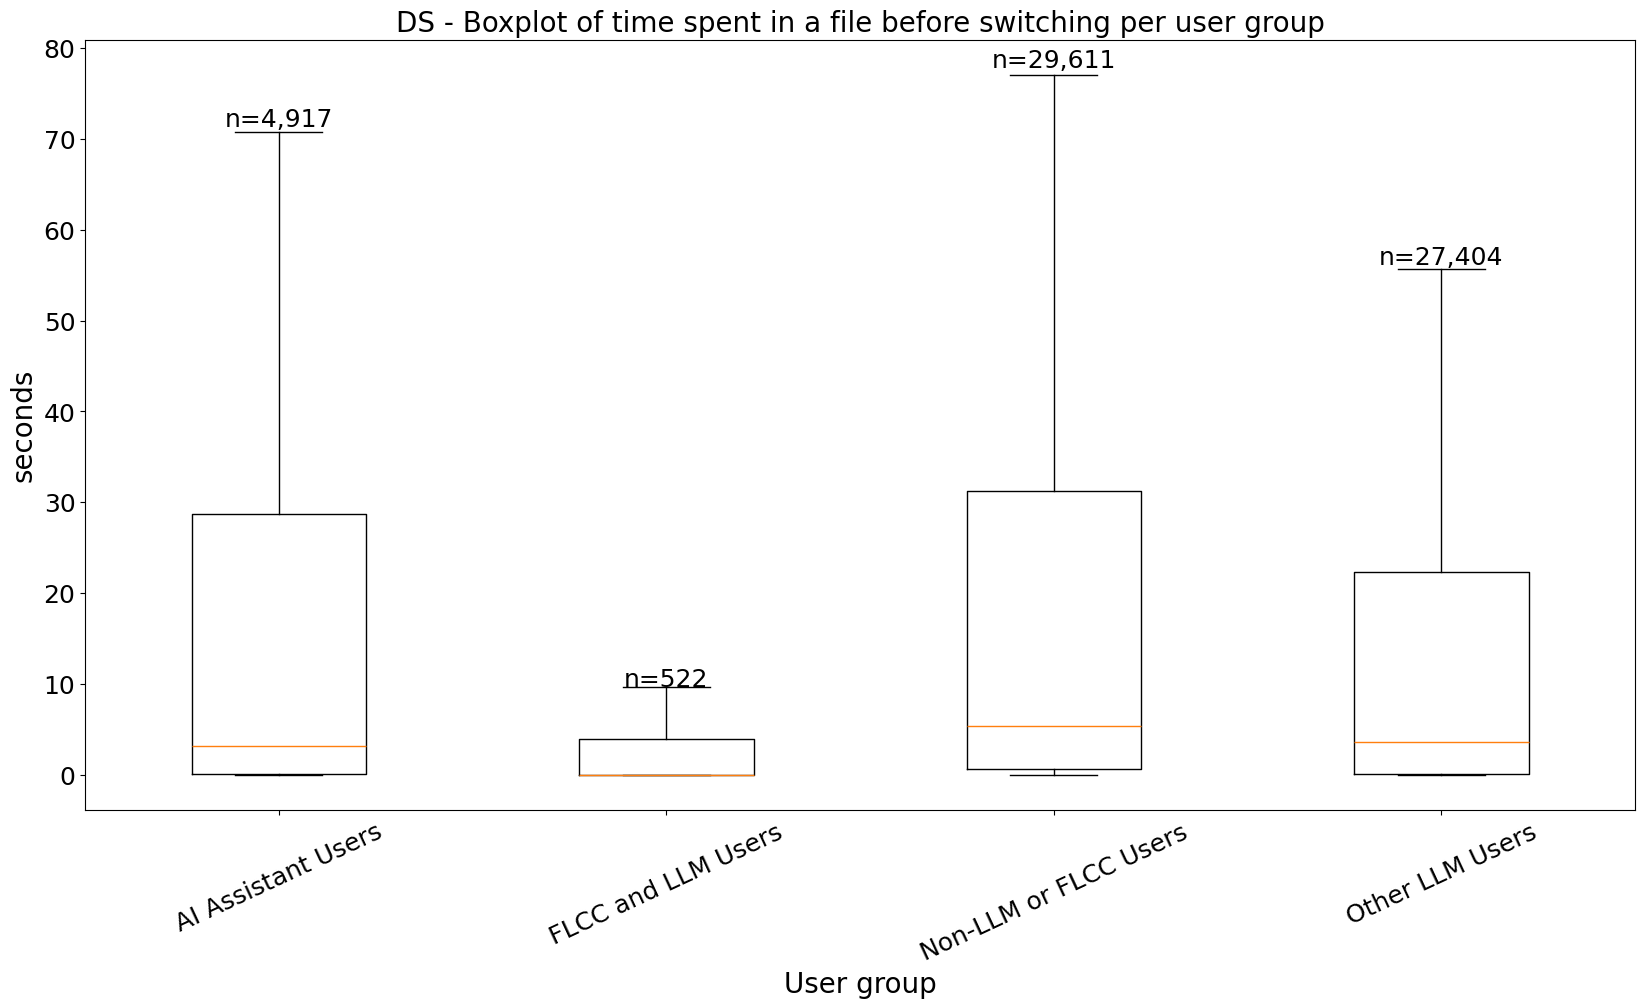 DS - Boxplot of time spent in a file before switching per user group
80
70
60
50
40
30
20
10
0
seconds
n=4,917
n=522
n=29,611
n=27,404
AI Assistant Users
FLCC and LLM Users
Non-LLM or FLCC Users
Other LLM Users
User group